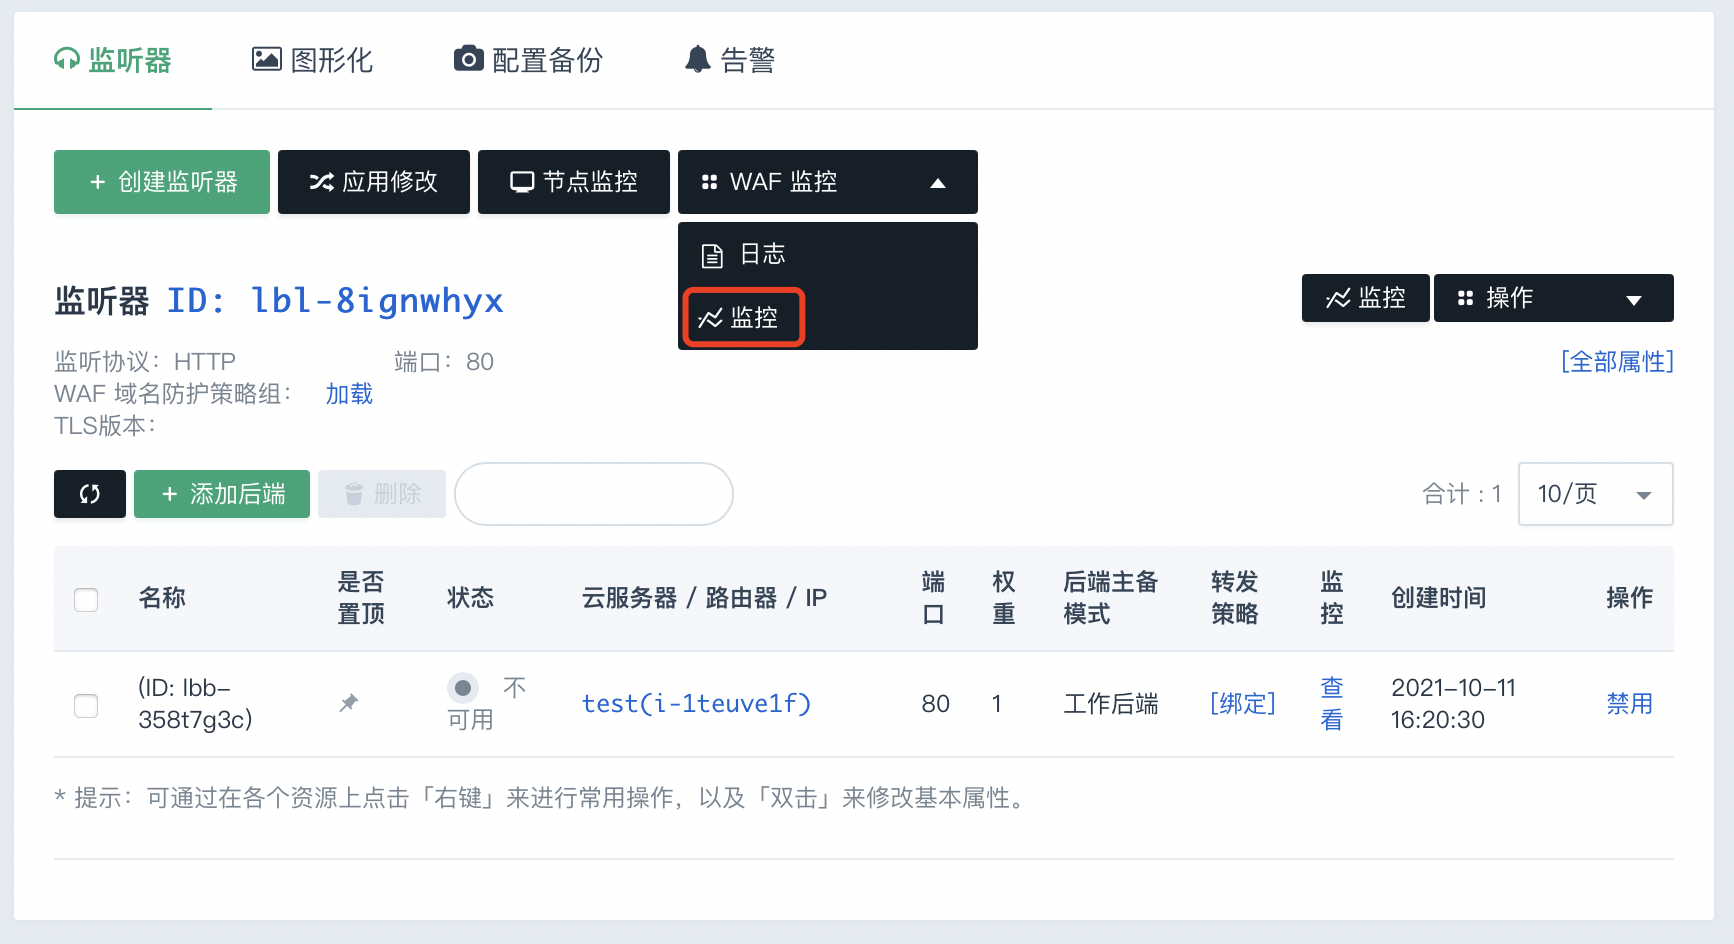 监听器 图形化 配置备份 告警
+ 创建监听器 应用修改 节点监控 WAF 监控
日志
监控
监听器 ID: lbl-8ignwhyx 监控 操作
监听协议: HTTP 端口: 80 [全部属性]
WAF 域名防护策略组: 加载
TLS版本:
+ 添加后端 删除 合计 : 1 10/页
名称 是否置顶 状态 云服务器 / 路由器 / IP 端口 权重 后端主备模式 转发策略 监控 创建时间 操作
(ID: lbb-358t7g3c) 不可用 test(i-1teuve1f) 80 1 工作后端 [绑定] 查看 2021-10-11 16:20:30 禁用
* 提示: 可通过在各个资源上点击「右键」来进行常用操作, 以及「双击」来修改基本属性。